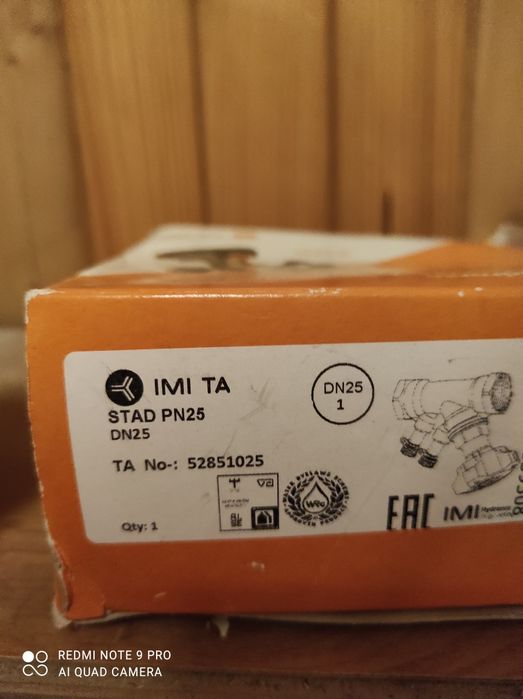 IMI TA
STAD PN25
DN25
TA No-: 52851025
Qty: 1
DN25
1
EAC
IMI Hydronic
REDMI NOTE 9 PRO
AI QUAD CAMERA